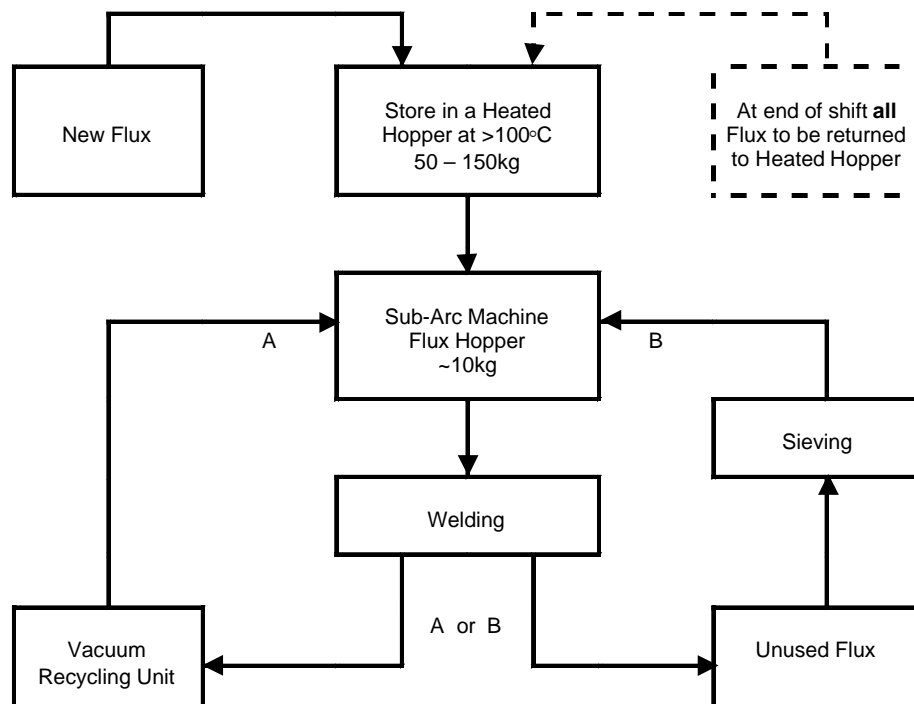 New Flux
Store in a Heated
Hopper at >100°C
50 – 150kg
At end of shift all
Flux to be returned
to Heated Hopper
Sub-Arc Machine
Flux Hopper
~10kg
A
B
Sieving
Welding
A or B
Vacuum
Recycling Unit
Unused Flux